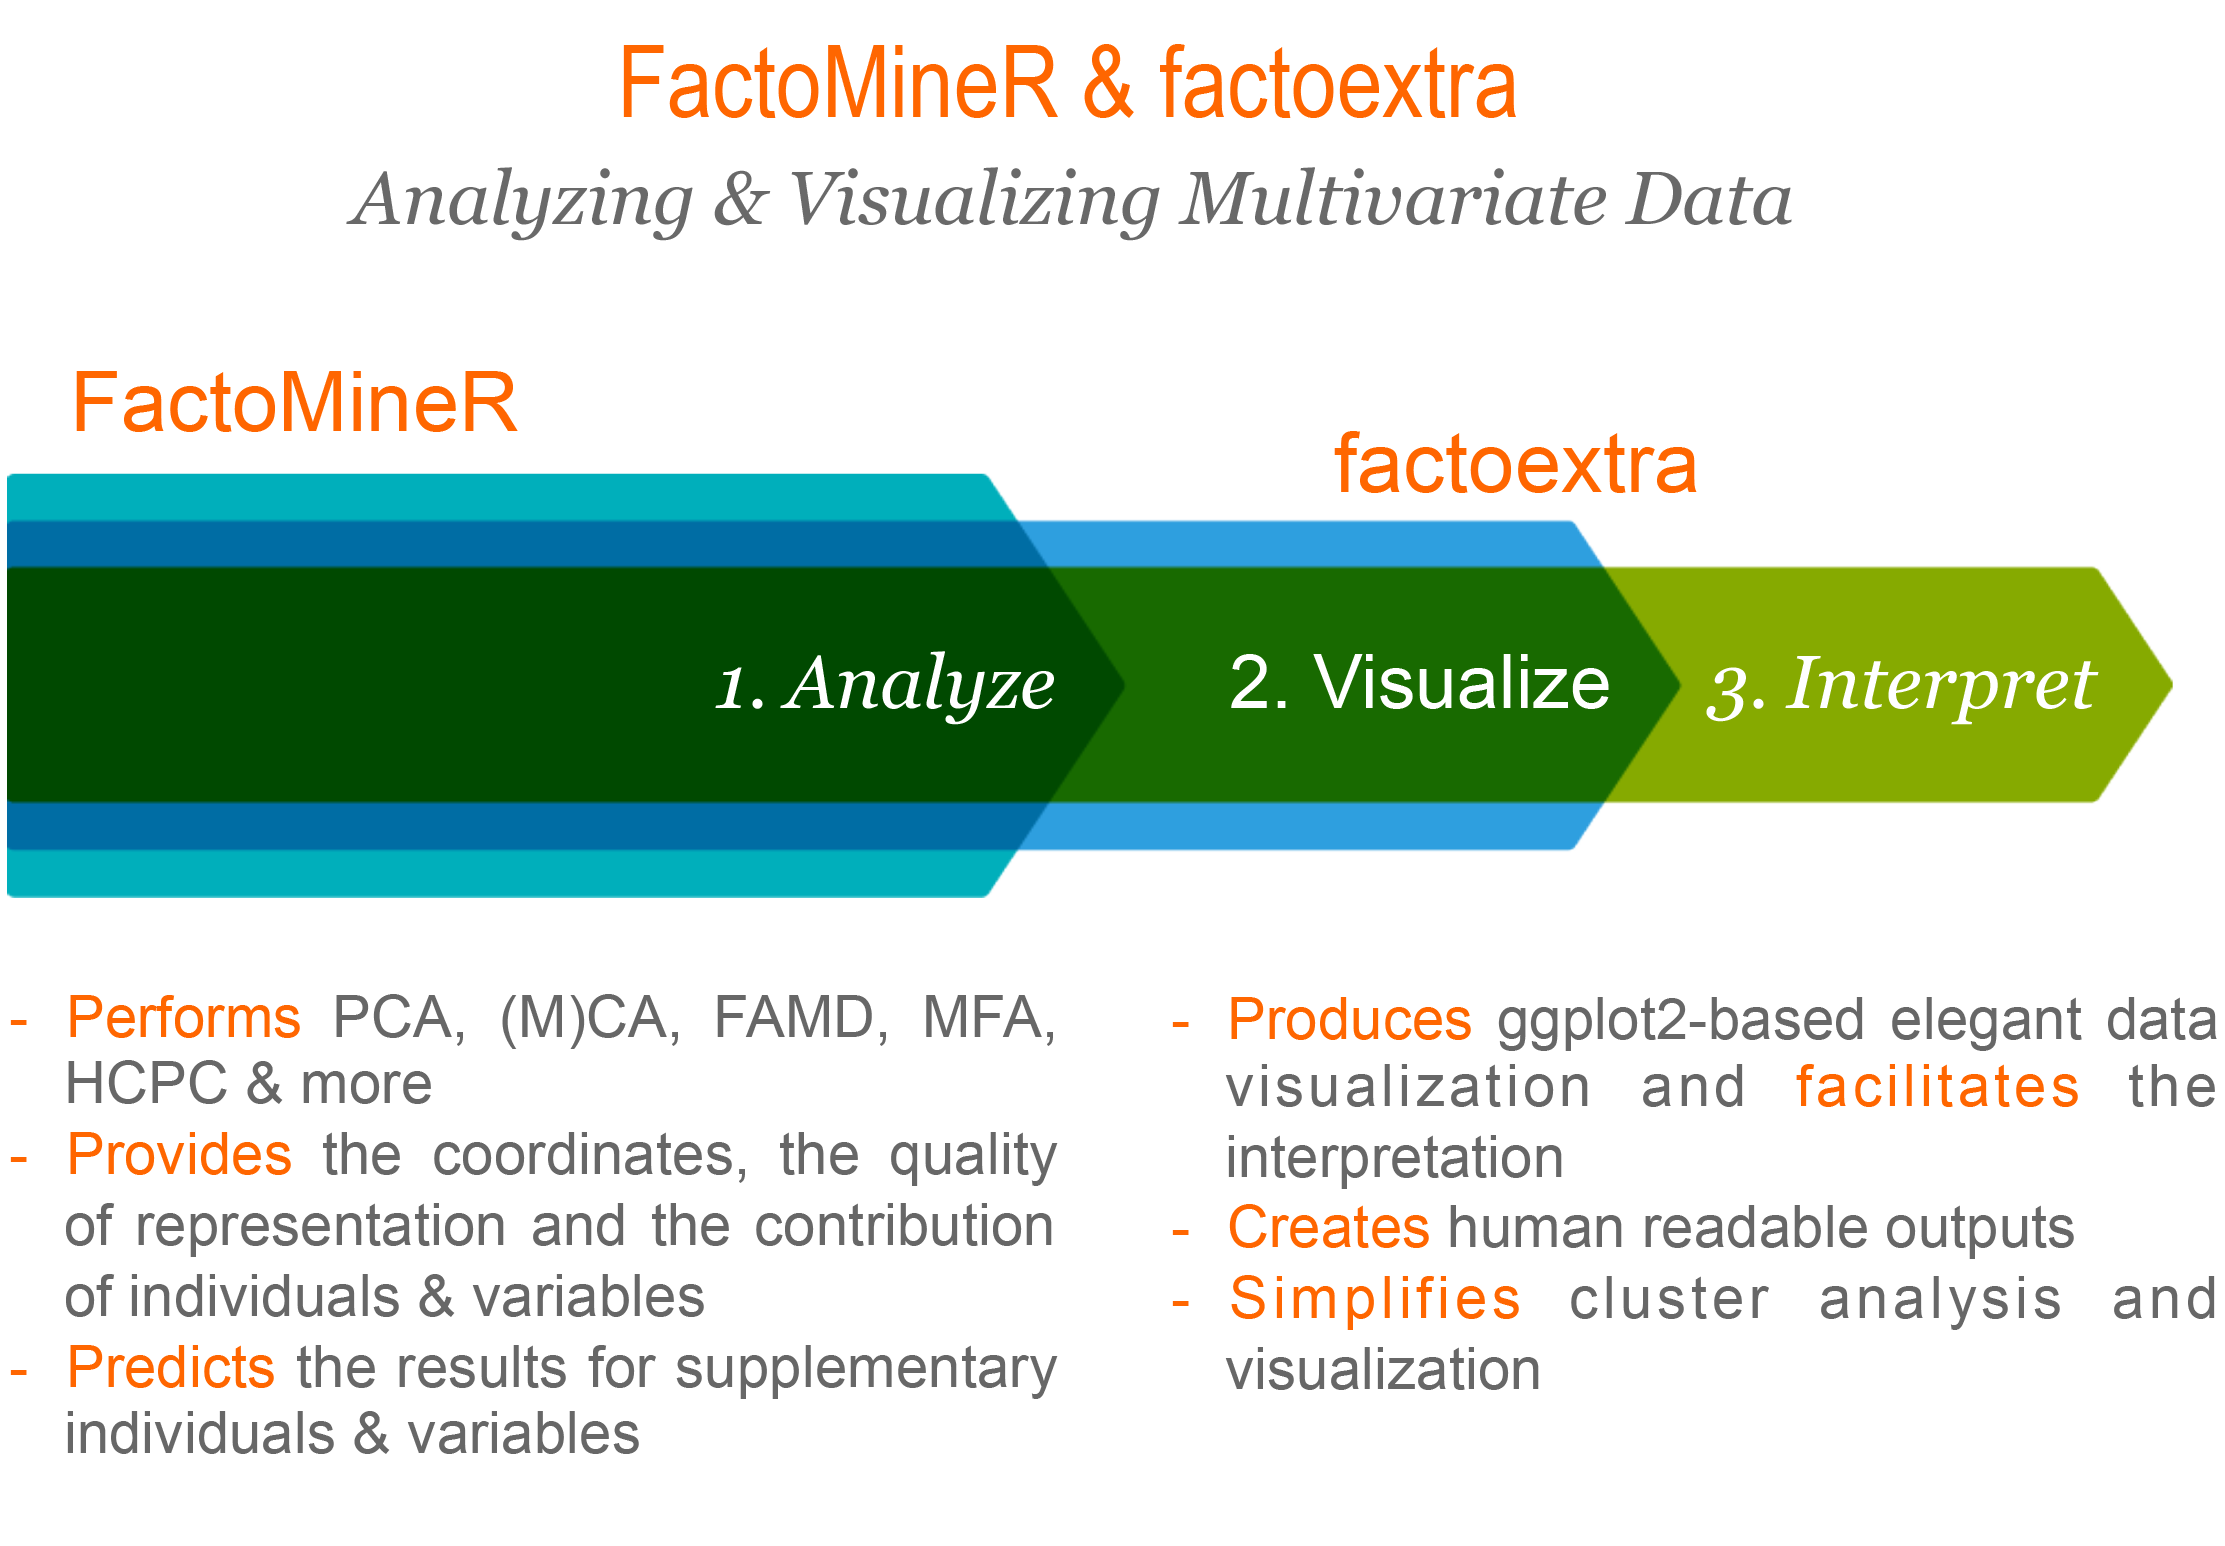 FactoMineR & factoextra
Analyzing & Visualizing Multivariate Data
FactoMineR
factoextra
1. Analyze
2. Visualize
3. Interpret
- Performs PCA, (M)CA, FAMD, MFA,
HCPC & more
- Provides the coordinates, the quality
of representation and the contribution
of individuals & variables
- Predicts the results for supplementary
individuals & variables
- Produces ggplot2-based elegant data
visualization and facilitates the
interpretation
- Creates human readable outputs
- Simplifies cluster analysis and
visualization